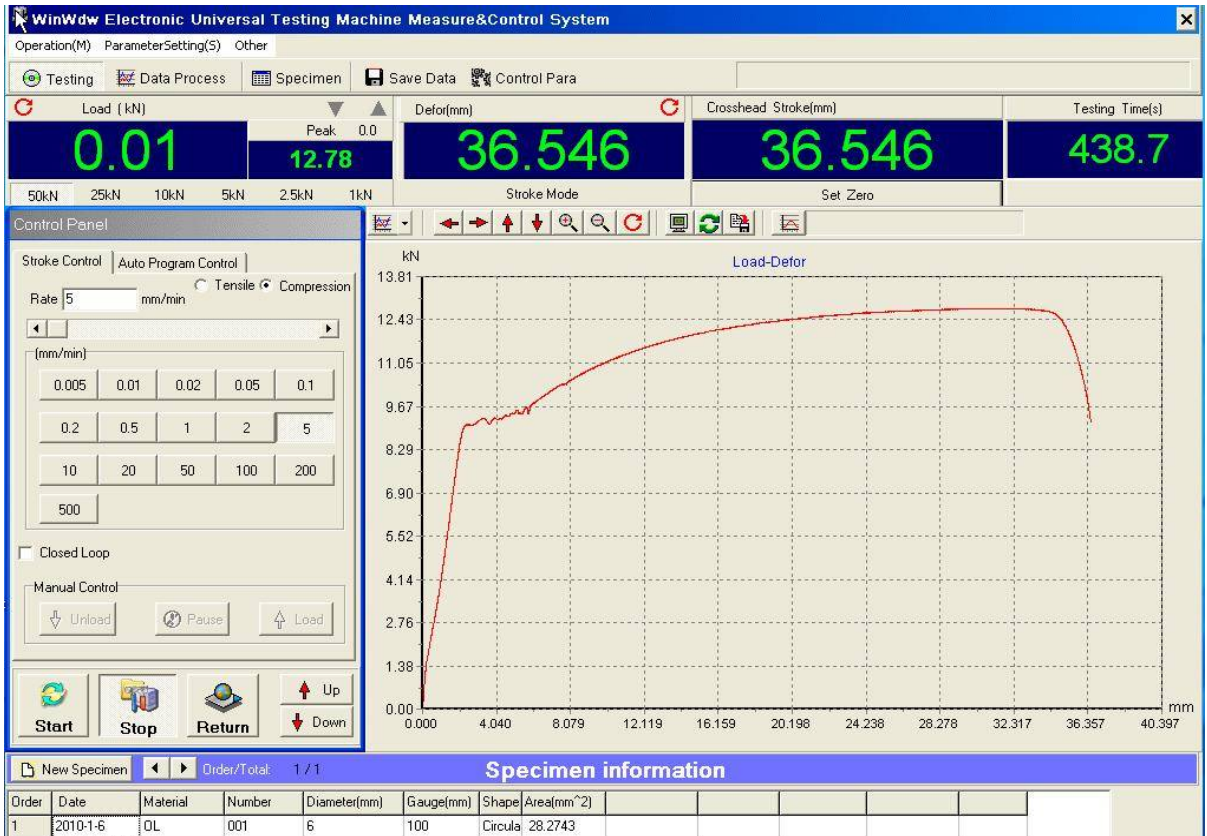 WinWdw Electronic Universal Testing Machine Measure&Control System
Operation(M) ParameterSetting(S) Other
Testing Data Process Specimen Save Data Control Para
Load (kN) Defor(mm) Crosshead Stroke(mm) Testing Time(s)
Peak 0.0
0.01 12.78 36.546 36.546 438.7
50kN 25kN 10kN 5kN 2.5kN 1kN Stroke Mode Set Zero
Control Panel
Stroke Control Auto Program Control
Tensile Compression
Rate 5 mm/min
(mm/min)
0.005 0.01 0.02 0.05 0.1
0.2 0.5 1 2 5
10 20 50 100 200
500
Closed Loop
Manual Control
Unload Pause Load
Start Stop Return Up
Down
kN Load-Defor
13.81
12.43
11.05
9.67
8.29
6.90
5.52
4.14
2.76
1.38
0.00 mm
0.000 4.040 8.079 12.119 16.159 20.198 24.238 28.278 32.317 36.357 40.397
New Specimen Order/Total: 1 / 1 Specimen information
Order Date Material Number Diameter(mm) Gauge(mm) Shape Area(mm^2)
1 2010-1-6 OL 001 6 100 Circula 28.2743